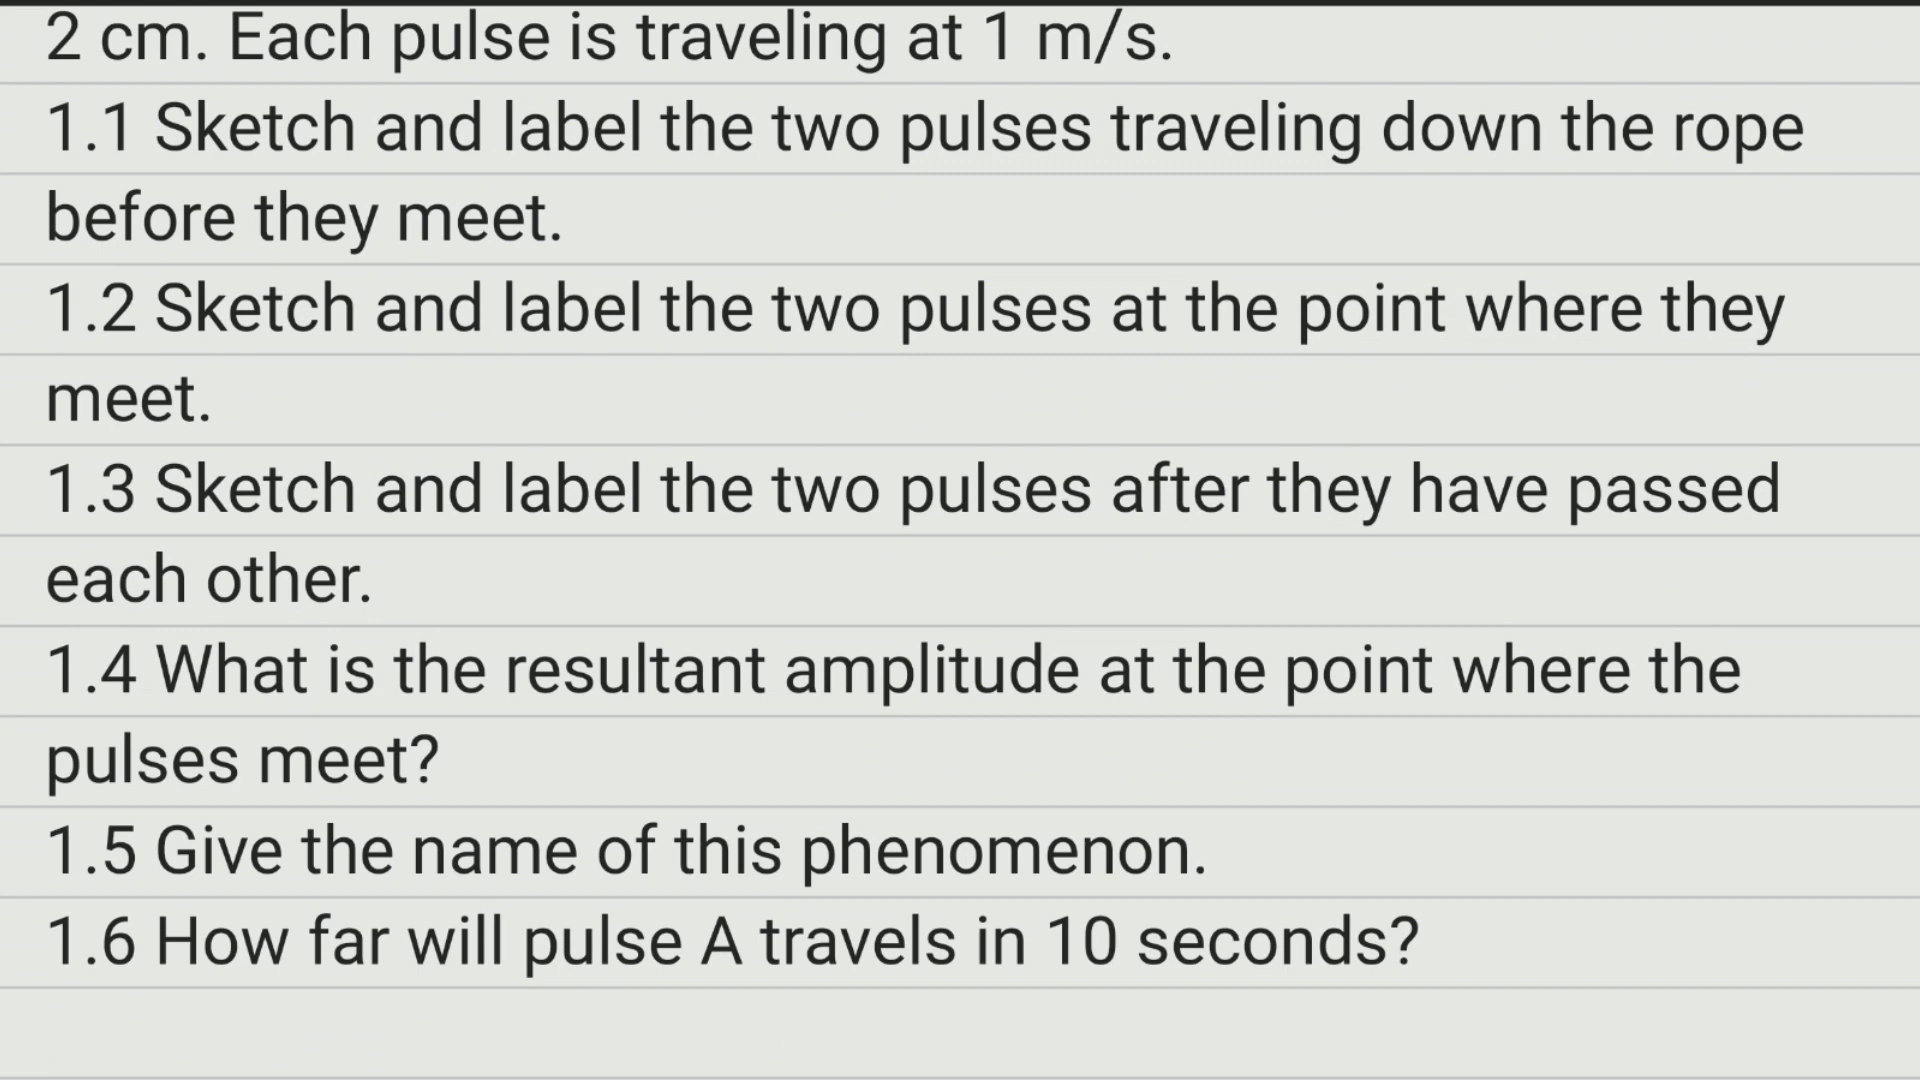 2 cm. Each pulse is traveling at 1 m/s.
1.1 Sketch and label the two pulses traveling down the rope
before they meet.
1.2 Sketch and label the two pulses at the point where they
meet.
1.3 Sketch and label the two pulses after they have passed
each other.
1.4 What is the resultant amplitude at the point where the
pulses meet?
1.5 Give the name of this phenomenon.
1.6 How far will pulse A travels in 10 seconds?